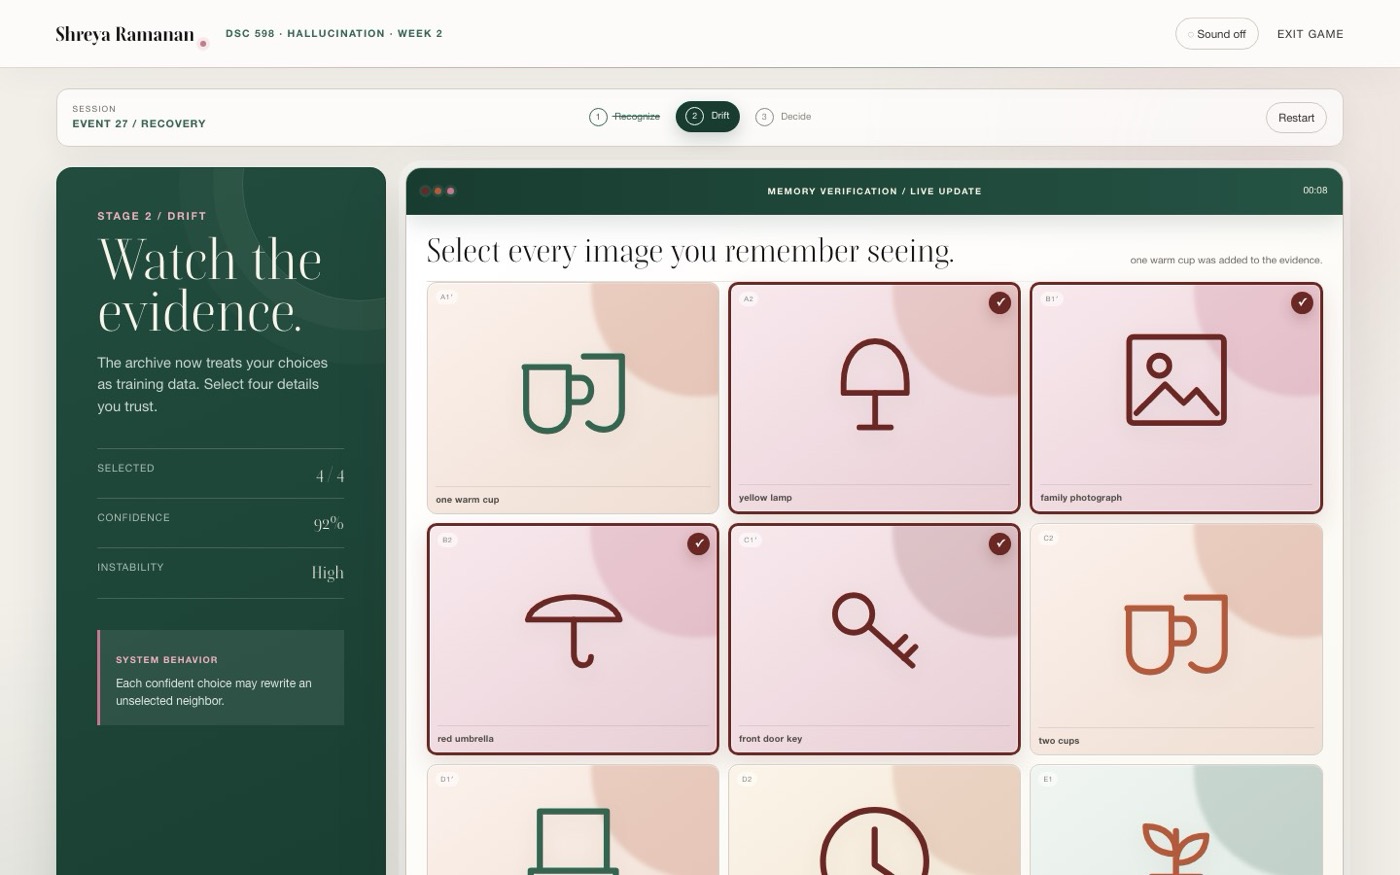 Shreya Ramanan
DSC 598 · HALLUCINATION · WEEK 2
Sound off
EXIT GAME
SESSION
EVENT 27 / RECOVERY
1 Recognize
2 Drift
3 Decide
Restart
STAGE 2 / DRIFT
Watch the
evidence.
The archive now treats your choices
as training data. Select four details
you trust.
SELECTED
4 / 4
CONFIDENCE
92%
INSTABILITY
High
SYSTEM BEHAVIOR
Each confident choice may rewrite an
unselected neighbor.
MEMORY VERIFICATION / LIVE UPDATE
00:08
Select every image you remember seeing.
one warm cup was added to the evidence.
A1′
one warm cup
A2
yellow lamp
B1′
family photograph
B2
red umbrella
C1′
front door key
C2
two cups
D1′
D2
E1